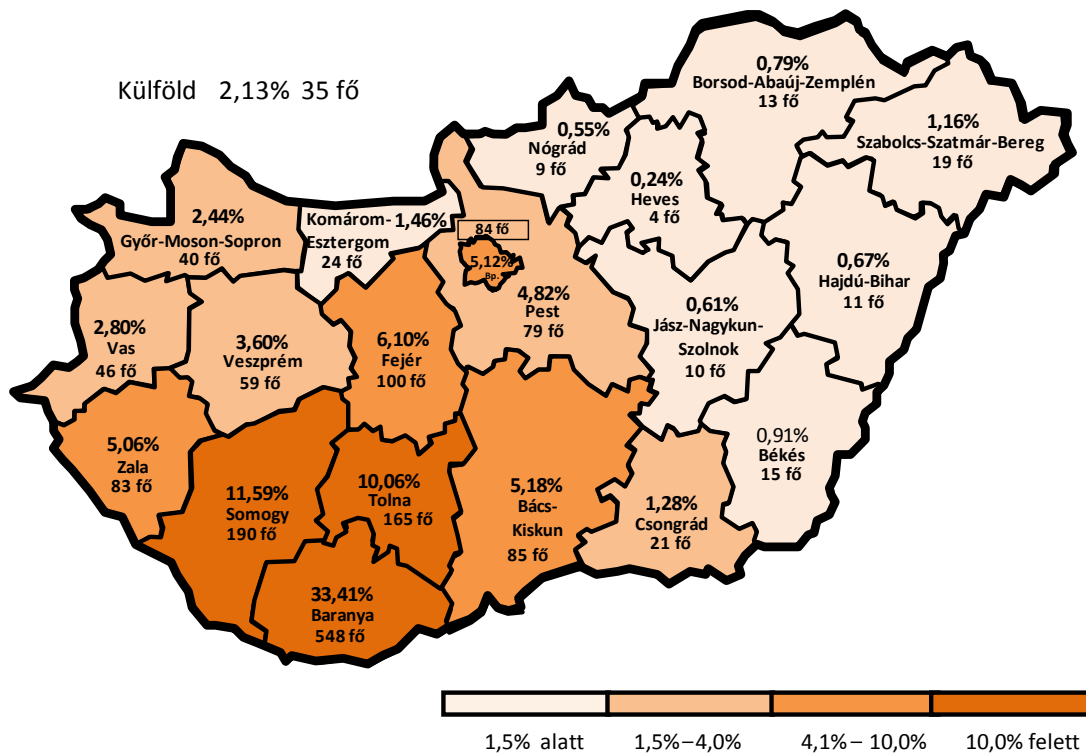 Külföld 2,13% 35 fő
0,79%
Borsod-Abaúj-Zemplén
13 fő
1,16%
Szabolcs-Szatmár-Bereg
19 fő
0,55%
Nógrád
9 fő
0,24%
Heves
4 fő
2,44%
Győr-Moson-Sopron
40 fő
Komárom- 1,46%
Esztergom
24 fő
84 fő
5,12%
Bp.
4,82%
Pest
79 fő
0,67%
Hajdú-Bihar
11 fő
0,61%
Jász-Nagykun-
Szolnok
10 fő
2,80%
Vas
46 fő
3,60%
Veszprém
59 fő
6,10%
Fejér
100 fő
5,06%
Zala
83 fő
11,59%
Somogy
190 fő
10,06%
Tolna
165 fő
5,18%
Bács-
Kiskun
85 fő
1,28%
Csongrád
21 fő
0,91%
Békés
15 fő
33,41%
Baranya
548 fő
1,5% alatt 1,5%–4,0% 4,1%– 10,0% 10,0% felett